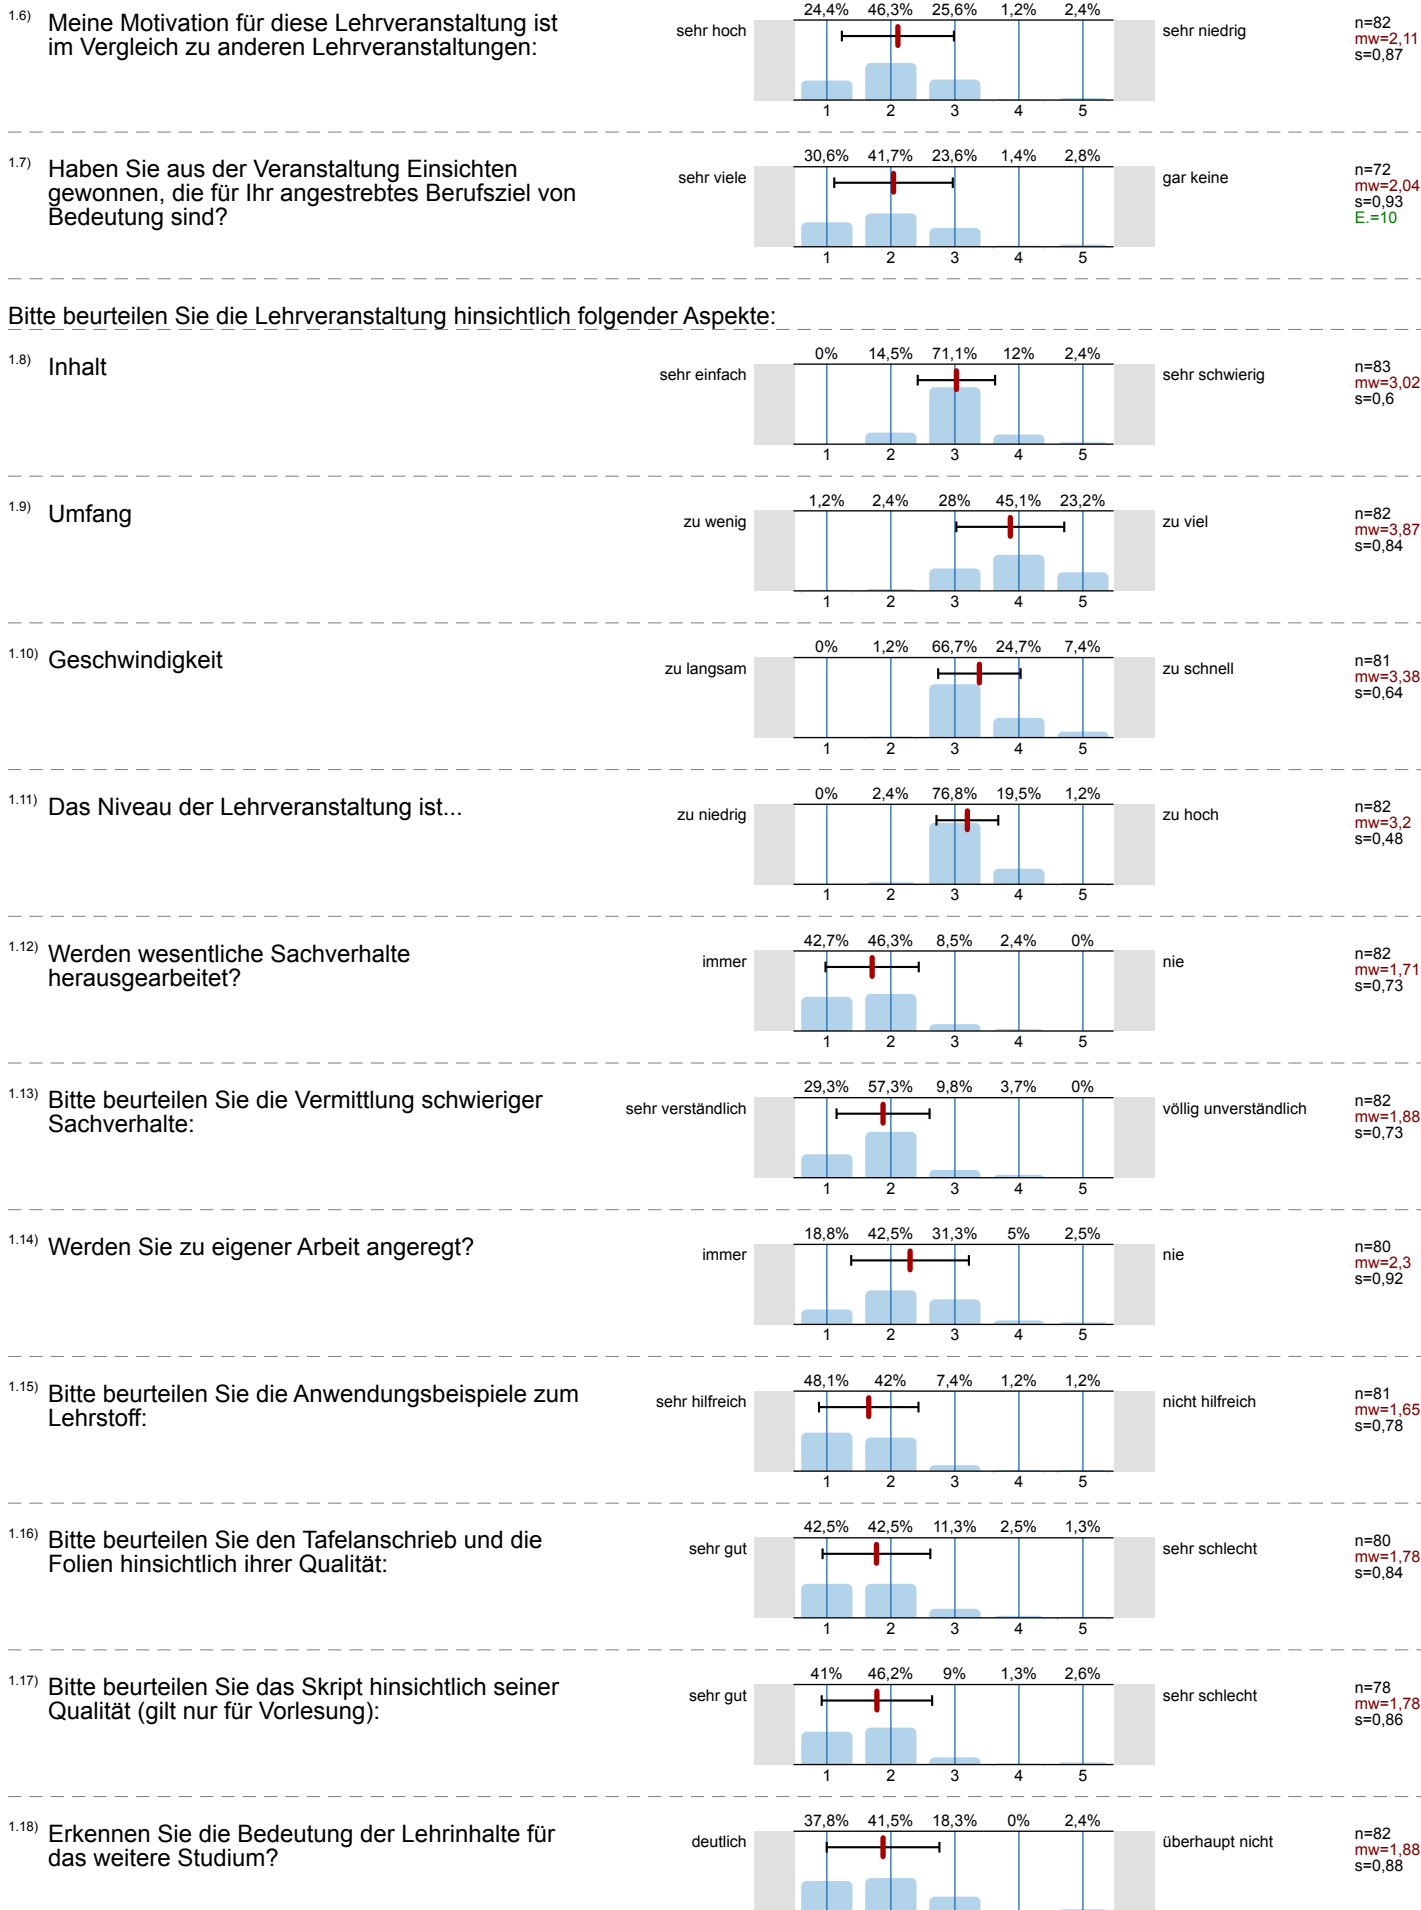 24,4% 46,3% 25,6% 1,2% 2,4%
1.6) Meine Motivation für diese Lehrveranstaltung ist
im Vergleich zu anderen Lehrveranstaltungen:
sehr hoch
sehr niedrig
n=82
mw=2,11
s=0,87
1 2 3 4 5
30,6% 41,7% 23,6% 1,4% 2,8%
1.7) Haben Sie aus der Veranstaltung Einsichten
gewonnen, die für Ihr angestrebtes Berufsziel von
Bedeutung sind?
sehr viele
gar keine
n=72
mw=2,04
s=0,93
E.=10
1 2 3 4 5
Bitte beurteilen Sie die Lehrveranstaltung hinsichtlich folgender Aspekte:
0% 14,5% 71,1% 12% 2,4%
1.8) Inhalt
sehr einfach
sehr schwierig
n=83
mw=3,02
s=0,6
1 2 3 4 5
1,2% 2,4% 28% 45,1% 23,2%
1.9) Umfang
zu wenig
zu viel
n=82
mw=3,87
s=0,84
1 2 3 4 5
0% 1,2% 66,7% 24,7% 7,4%
1.10) Geschwindigkeit
zu langsam
zu schnell
n=81
mw=3,38
s=0,64
1 2 3 4 5
0% 2,4% 76,8% 19,5% 1,2%
1.11) Das Niveau der Lehrveranstaltung ist...
zu niedrig
zu hoch
n=82
mw=3,2
s=0,48
1 2 3 4 5
42,7% 46,3% 8,5% 2,4% 0%
1.12) Werden wesentliche Sachverhalte
herausgearbeitet?
immer
nie
n=82
mw=1,71
s=0,73
1 2 3 4 5
29,3% 57,3% 9,8% 3,7% 0%
1.13) Bitte beurteilen Sie die Vermittlung schwieriger
Sachverhalte:
sehr verständlich
völlig unverständlich
n=82
mw=1,88
s=0,73
1 2 3 4 5
18,8% 42,5% 31,3% 5% 2,5%
1.14) Werden Sie zu eigener Arbeit angeregt?
immer
nie
n=80
mw=2,3
s=0,92
1 2 3 4 5
48,1% 42% 7,4% 1,2% 1,2%
1.15) Bitte beurteilen Sie die Anwendungsbeispiele zum
Lehrstoff:
sehr hilfreich
nicht hilfreich
n=81
mw=1,65
s=0,78
1 2 3 4 5
42,5% 42,5% 11,3% 2,5% 1,3%
1.16) Bitte beurteilen Sie den Tafelanschrieb und die
Folien hinsichtlich ihrer Qualität:
sehr gut
sehr schlecht
n=80
mw=1,78
s=0,84
1 2 3 4 5
41% 46,2% 9% 1,3% 2,6%
1.17) Bitte beurteilen Sie das Skript hinsichtlich seiner
Qualität (gilt nur für Vorlesung):
sehr gut
sehr schlecht
n=78
mw=1,78
s=0,86
1 2 3 4 5
37,8% 41,5% 18,3% 0% 2,4%
1.18) Erkennen Sie die Bedeutung der Lehrinhalte für
das weitere Studium?
deutlich
überhaupt nicht
n=82
mw=1,88
s=0,88